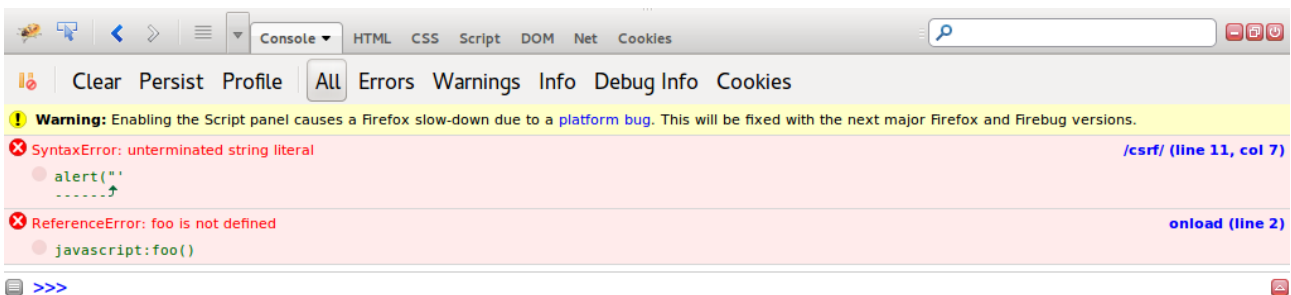 Console HTML CSS Script DOM Net Cookies
Clear Persist Profile All Errors Warnings Info Debug Info Cookies
Warning: Enabling the Script panel causes a Firefox slow-down due to a platform bug. This will be fixed with the next major Firefox and Firebug versions.
SyntaxError: unterminated string literal /csrf/ (line 11, col 7)
alert("'
------
ReferenceError: foo is not defined onload (line 2)
javascript:foo()
>>>